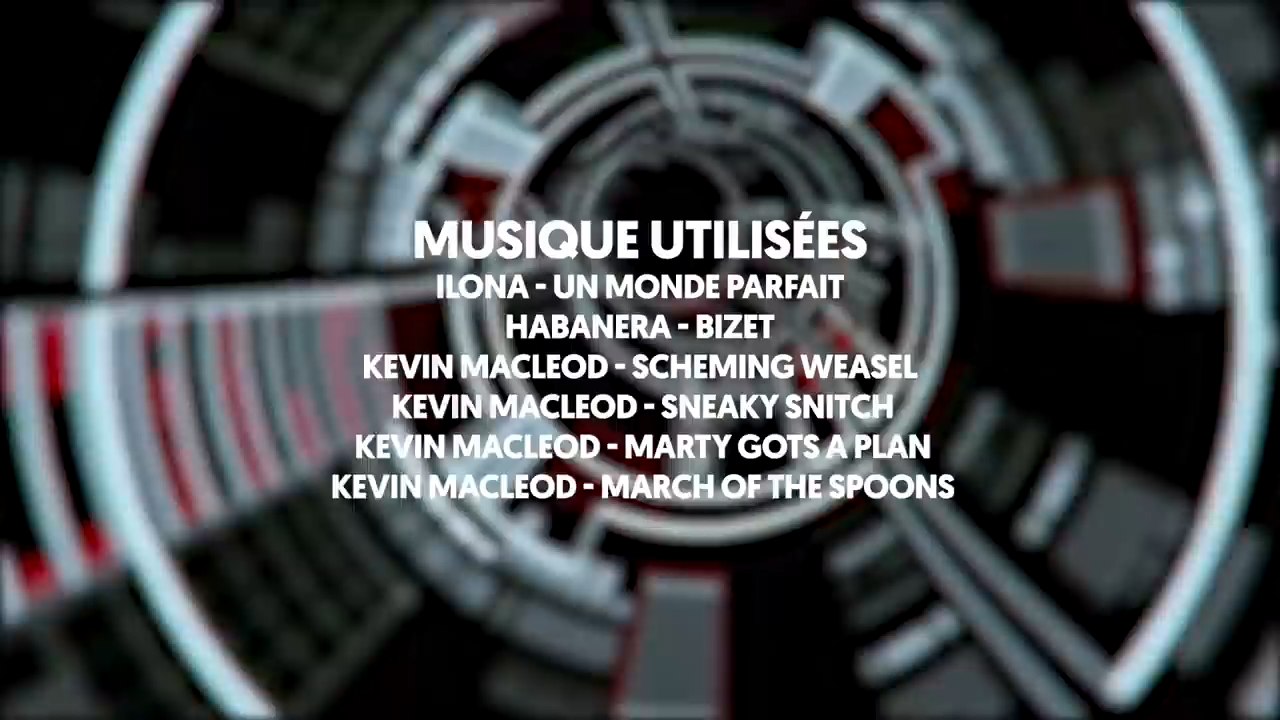 MUSIQUE UTILISÉES
ILONA - UN MONDE PARFAIT
HABANERA - BIZET
KEVIN MACLEOD - SCHEMING WEASEL
KEVIN MACLEOD - SNEAKY SNITCH
KEVIN MACLEOD - MARTY GOTS A PLAN
KEVIN MACLEOD - MARCH OF THE SPOONS